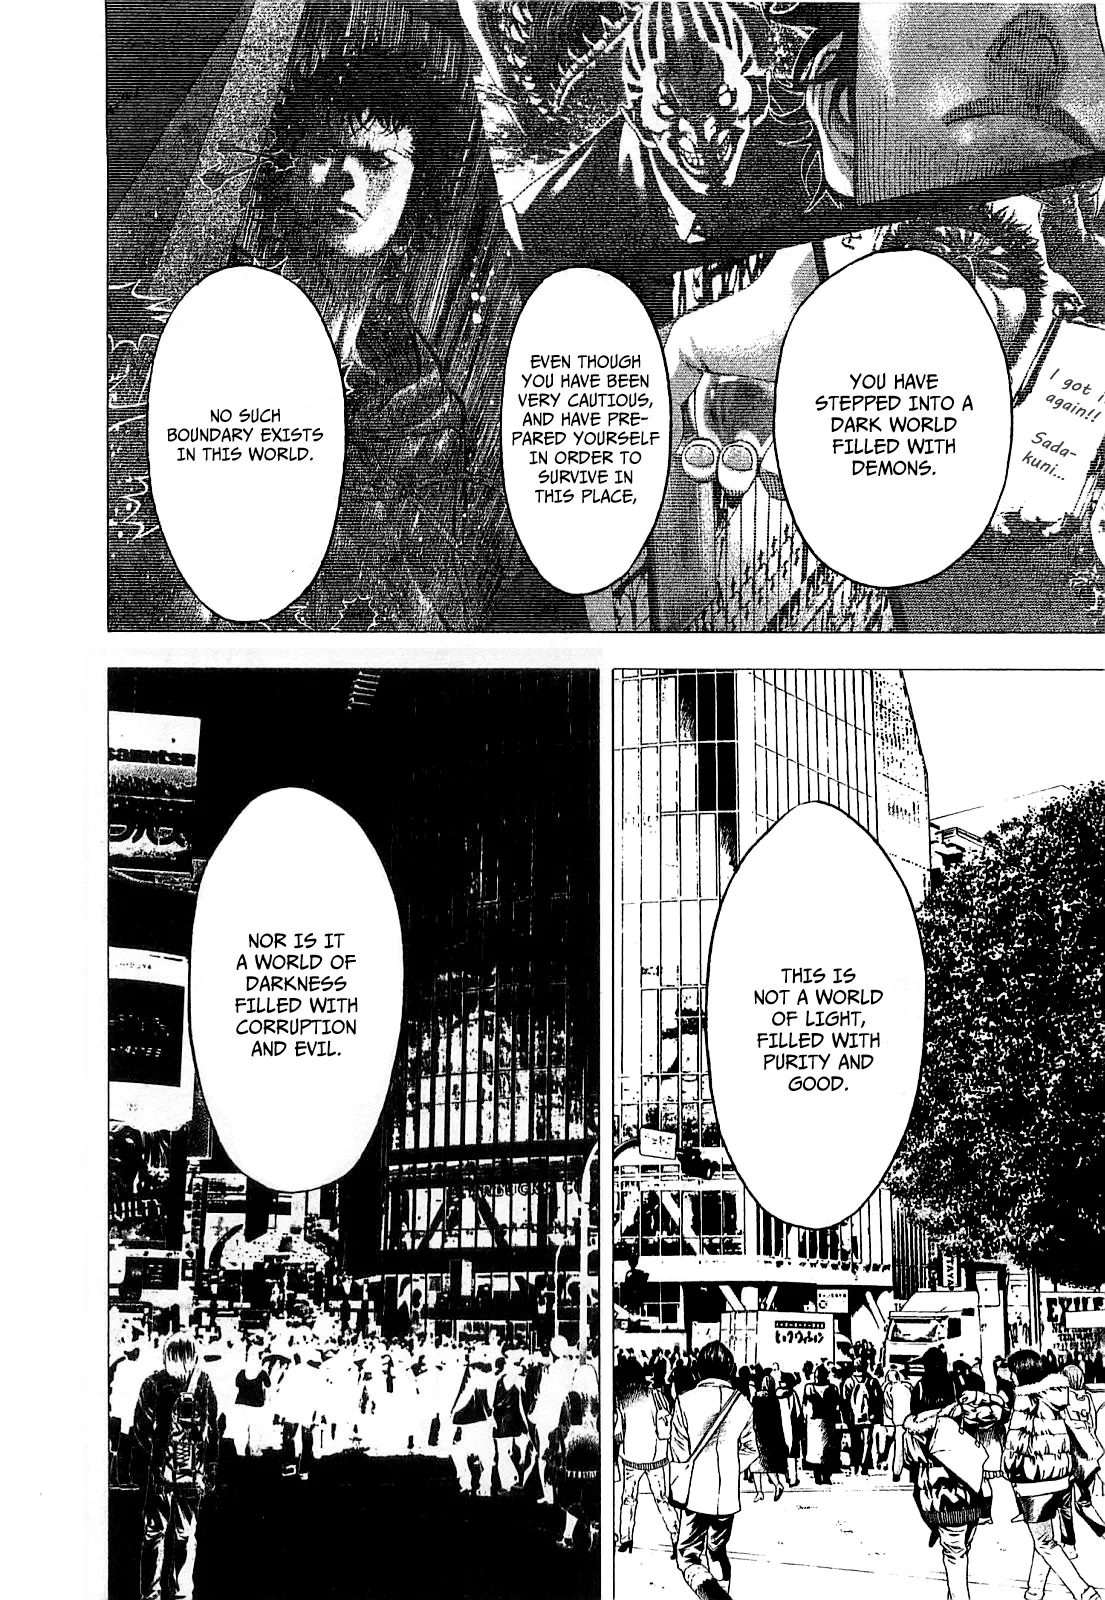 YOU HAVE
STEPPED INTO A
DARK WORLD
FILLED WITH
DEMONS.
I got it
again!!
Sada-
kuni...
EVEN THOUGH
YOU HAVE BEEN
VERY CAUTIOUS,
AND HAVE PRE-
PARED YOURSELF
IN ORDER TO
SURVIVE IN
THIS PLACE,
NO SUCH
BOUNDARY EXISTS
IN THIS WORLD.
THIS IS
NOT A WORLD
OF LIGHT,
FILLED WITH
PURITY AND
GOOD.
EXILE
NOR IS IT
A WORLD OF
DARKNESS
FILLED WITH
CORRUPTION
AND EVIL.